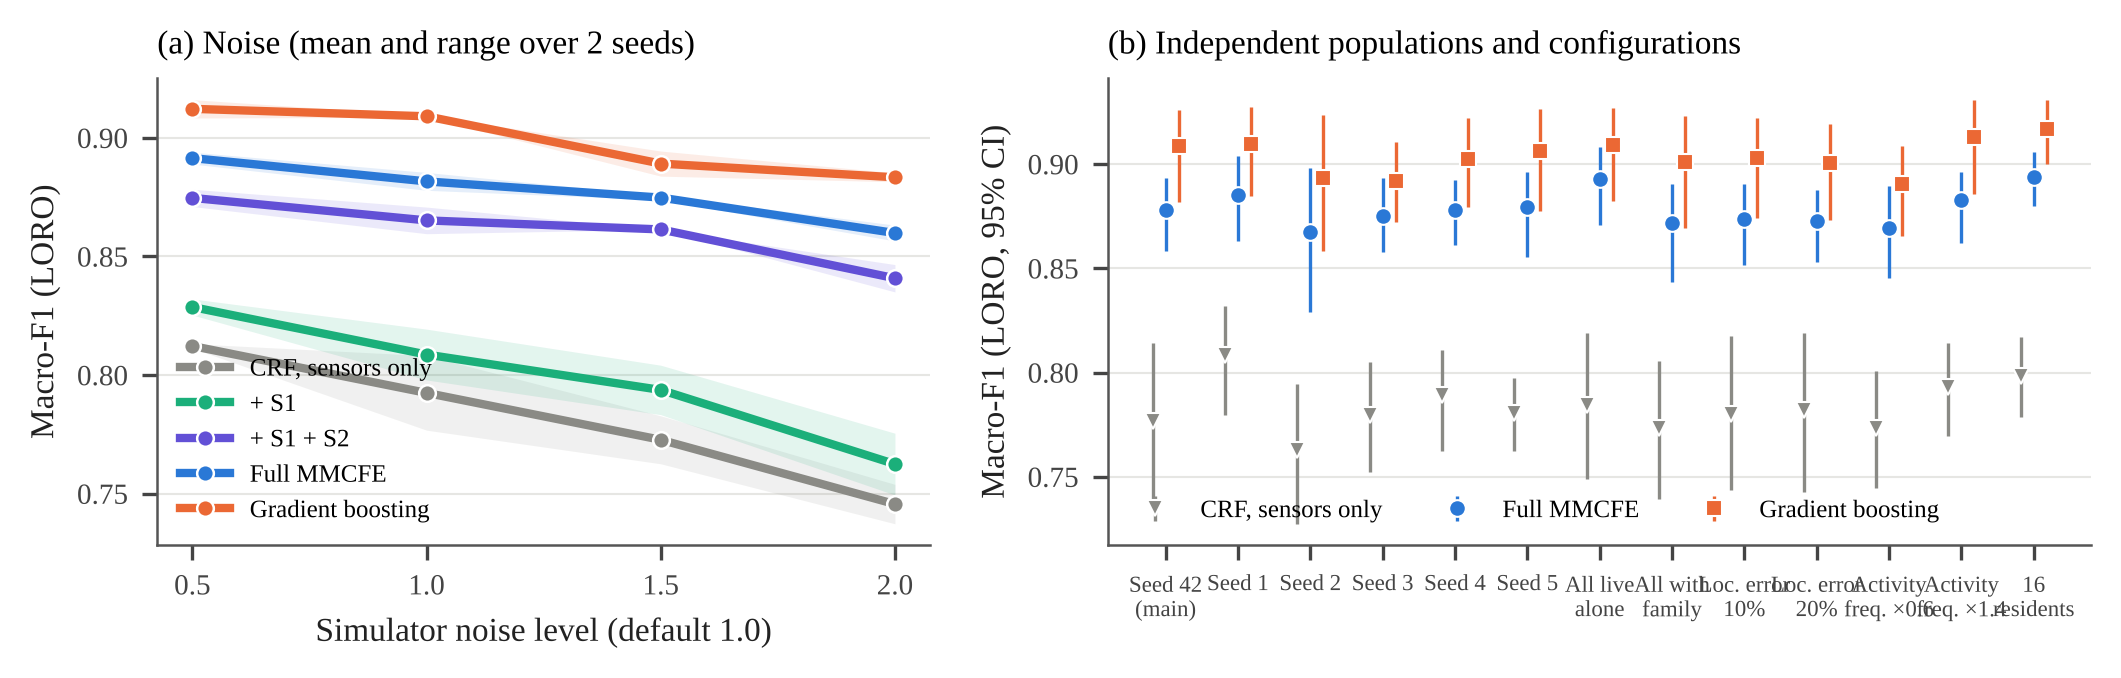 (a) Noise (mean and range over 2 seeds)
Macro-F1 (LORO)
0.90
0.85
0.80
0.75
CRF, sensors only
+ S1
+ S1 + S2
Full MMCFE
Gradient boosting
0.5 1.0 1.5 2.0
Simulator noise level (default 1.0)
(b) Independent populations and configurations
Macro-F1 (LORO, 95% CI)
0.90
0.85
0.80
0.75
CRF, sensors only Full MMCFE Gradient boosting
Seed 42
(main)
Seed 1
Seed 2
Seed 3
Seed 4
Seed 5
All live
alone
All with
family
Loc. error
10%
Loc. error
20%
Activity
freq. ×0.6
Activity
freq. ×1.4
16
residents